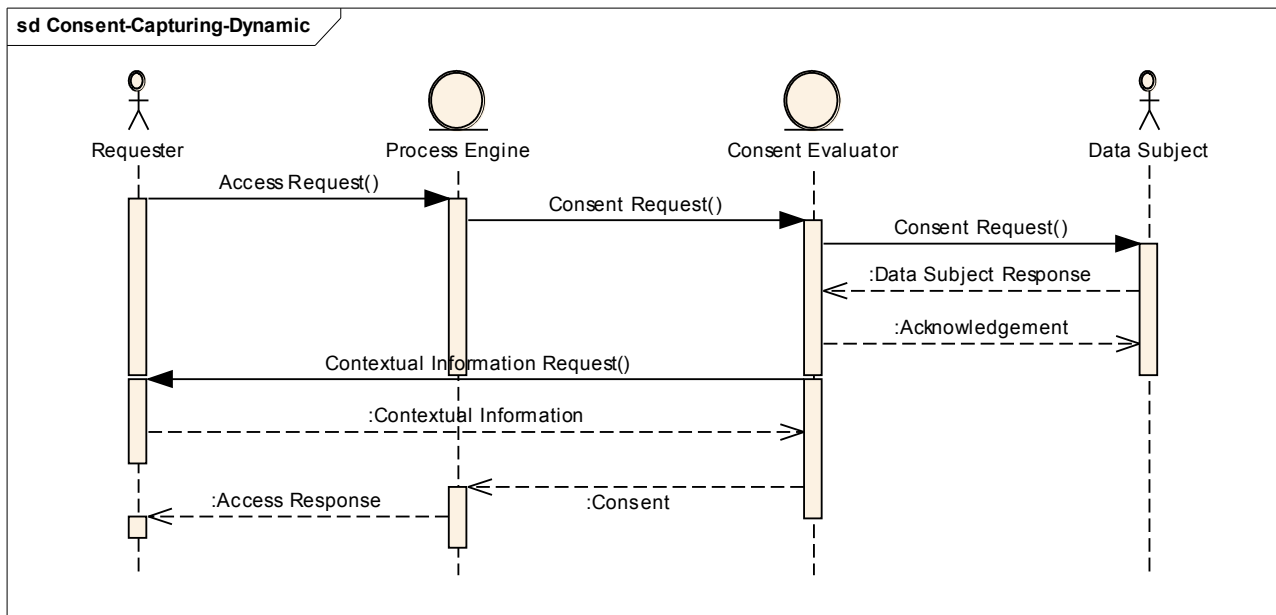 sd Consent-Capturing-Dynamic
Requester
Process Engine
Consent Evaluator
Data Subject
Access Request()
Consent Request()
Consent Request()
:Data Subject Response
:Acknowledgement
Contextual Information Request()
:Contextual Information
:Access Response
:Consent